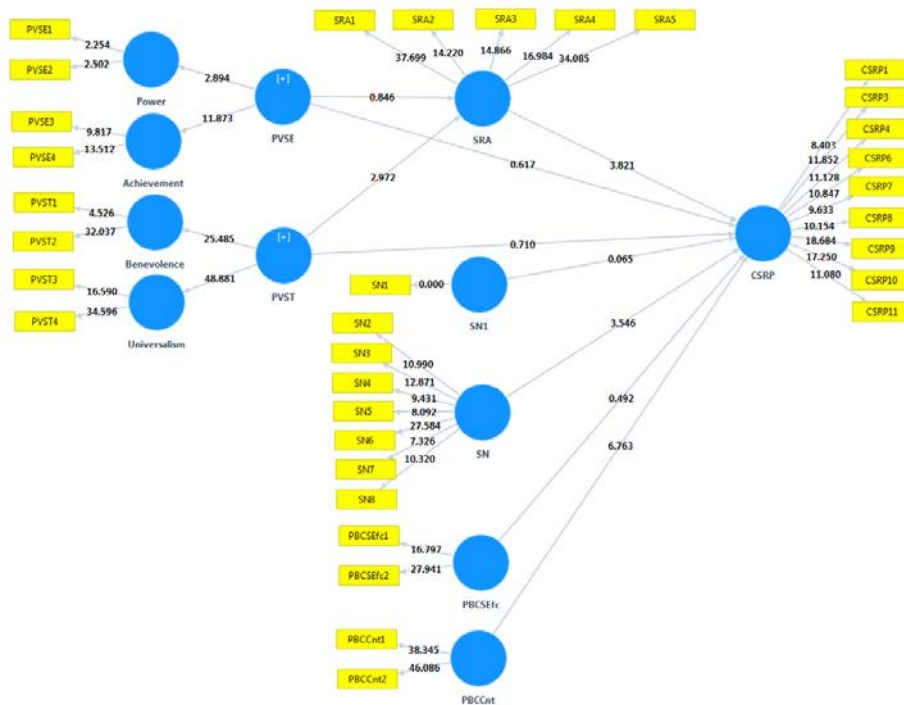 SRA1
SRA2
SRA3
SRA4
SRA5
37.699
14.220
14.866
16.984
34.085
PVSE1
PVSE2
2.254
2.502
Power
2.894
PVSE3
PVSE4
9.817
13.512
Achievement
11.873
[+]
PVSE
0.846
SRA
0.617
3.821
PVST1
PVST2
4.526
32.037
Benevolence
25.485
PVST3
PVST4
16.590
34.596
Universalism
48.881
[+]
PVST
2.972
0.710
SN1
0.000
SN1
0.065
SN2
SN3
SN4
SN5
SN6
SN7
SN8
10.990
12.871
9.431
8.092
27.584
7.326
10.320
SN
3.546
PBCSEfc1
PBCSEfc2
16.797
27.941
PBCSEfc
0.492
PBCCnt1
PBCCnt2
38.345
46.086
PBCCnt
6.763
CSRP
CSRP1
CSRP3
CSRP4
CSRP6
CSRP7
CSRP8
CSRP9
CSRP10
CSRP11
8.403
11.852
11.128
10.847
9.633
10.154
18.684
17.250
11.080